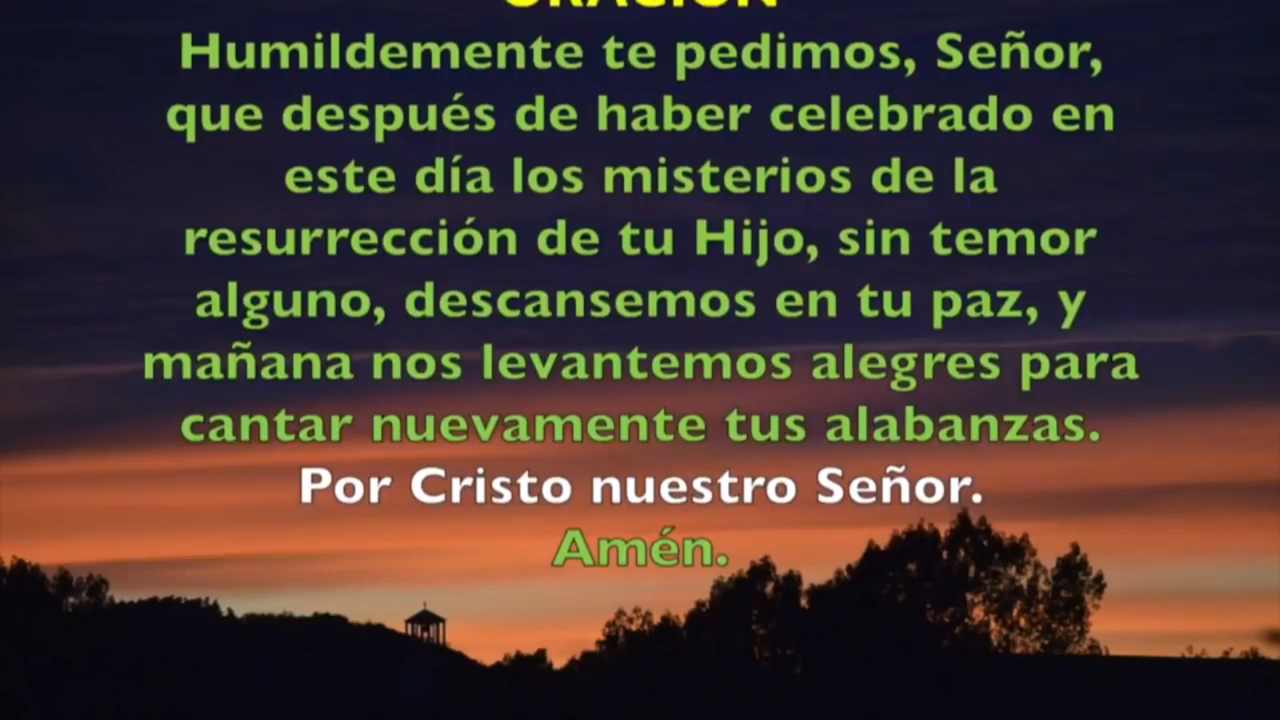 ORACIÓN
Humildemente te pedimos, Señor,
que después de haber celebrado en
este día los misterios de la
resurrección de tu Hijo, sin temor
alguno, descansemos en tu paz, y
mañana nos levantemos alegres para
cantar nuevamente tus alabanzas.
Por Cristo nuestro Señor.
Amén.